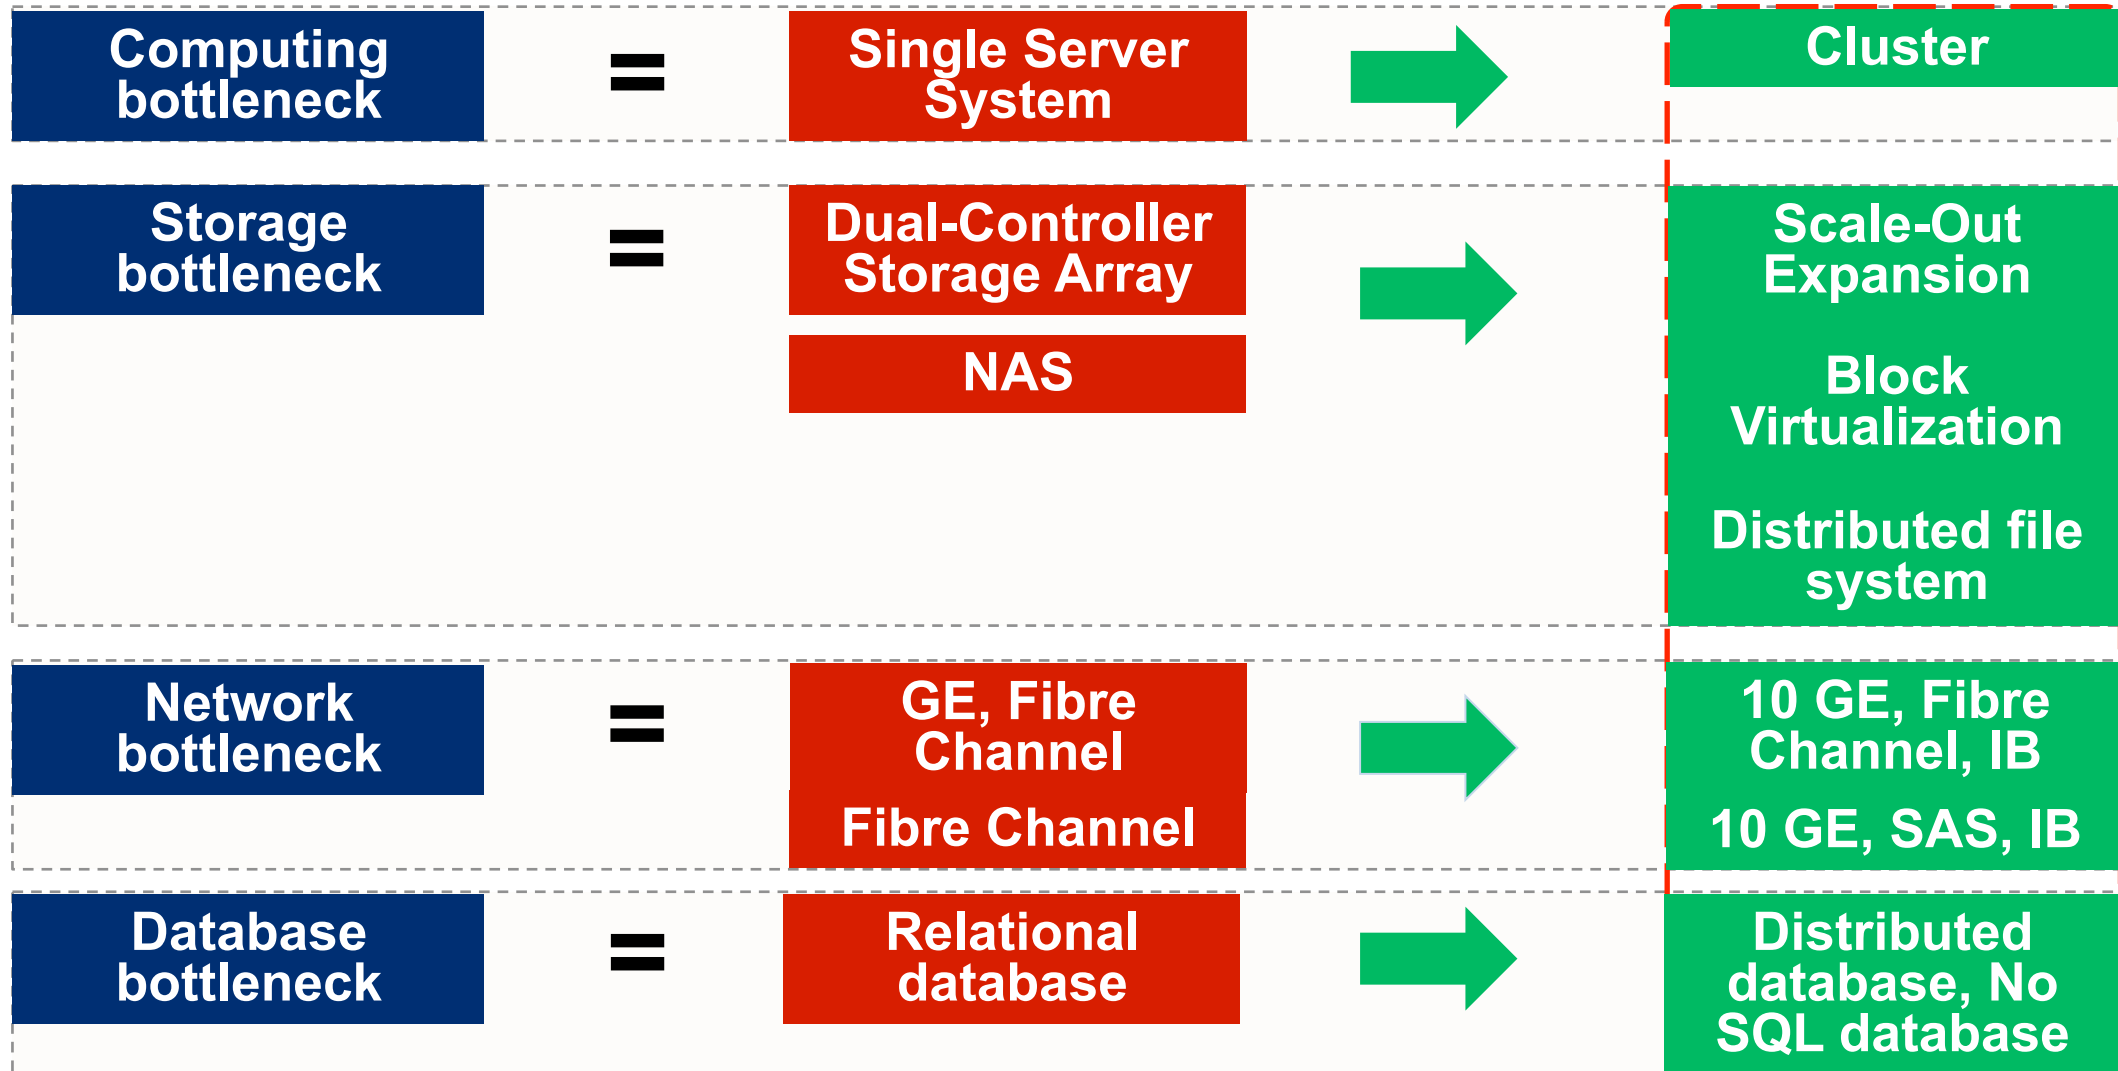 Computing
bottleneck
=
Single Server
System
Cluster
Storage
bottleneck
=
Dual-Controller
Storage Array
NAS
Scale-Out
Expansion
Block
Virtualization
Distributed file
system
Network
bottleneck
=
GE, Fibre
Channel
Fibre Channel
10 GE, Fibre
Channel, IB
10 GE, SAS, IB
Database
bottleneck
=
Relational
database
Distributed
database, No
SQL database